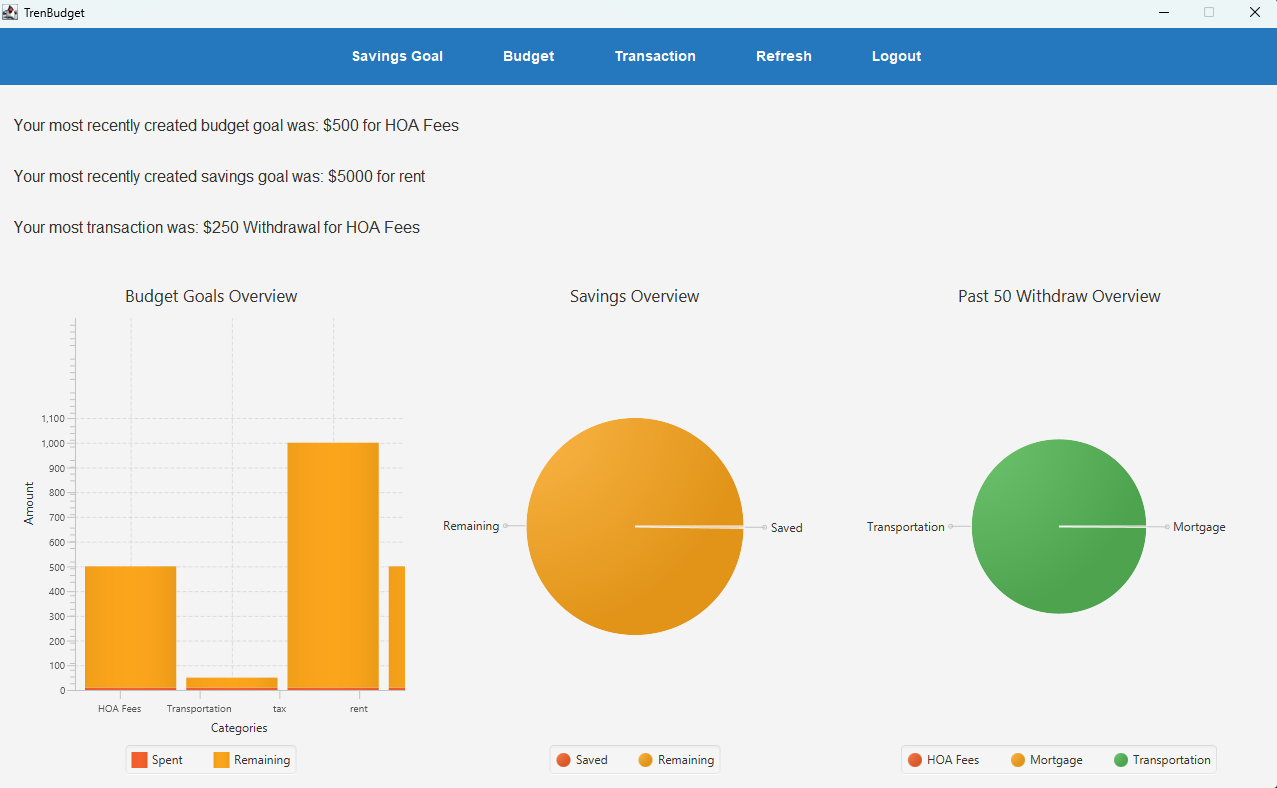 TrenBudget
Savings Goal Budget Transaction Refresh Logout
Your most recently created budget goal was: $500 for HOA Fees
Your most recently created savings goal was: $5000 for rent
Your most transaction was: $250 Withdrawal for HOA Fees
Budget Goals Overview
1,100
1,000
900
800
700
600
500
400
300
200
100
0
Amount
HOA Fees Transportation tax rent
Categories
Spent Remaining
Savings Overview
Remaining Saved
Saved Remaining
Past 50 Withdraw Overview
Transportation Mortgage
HOA Fees Mortgage Transportation